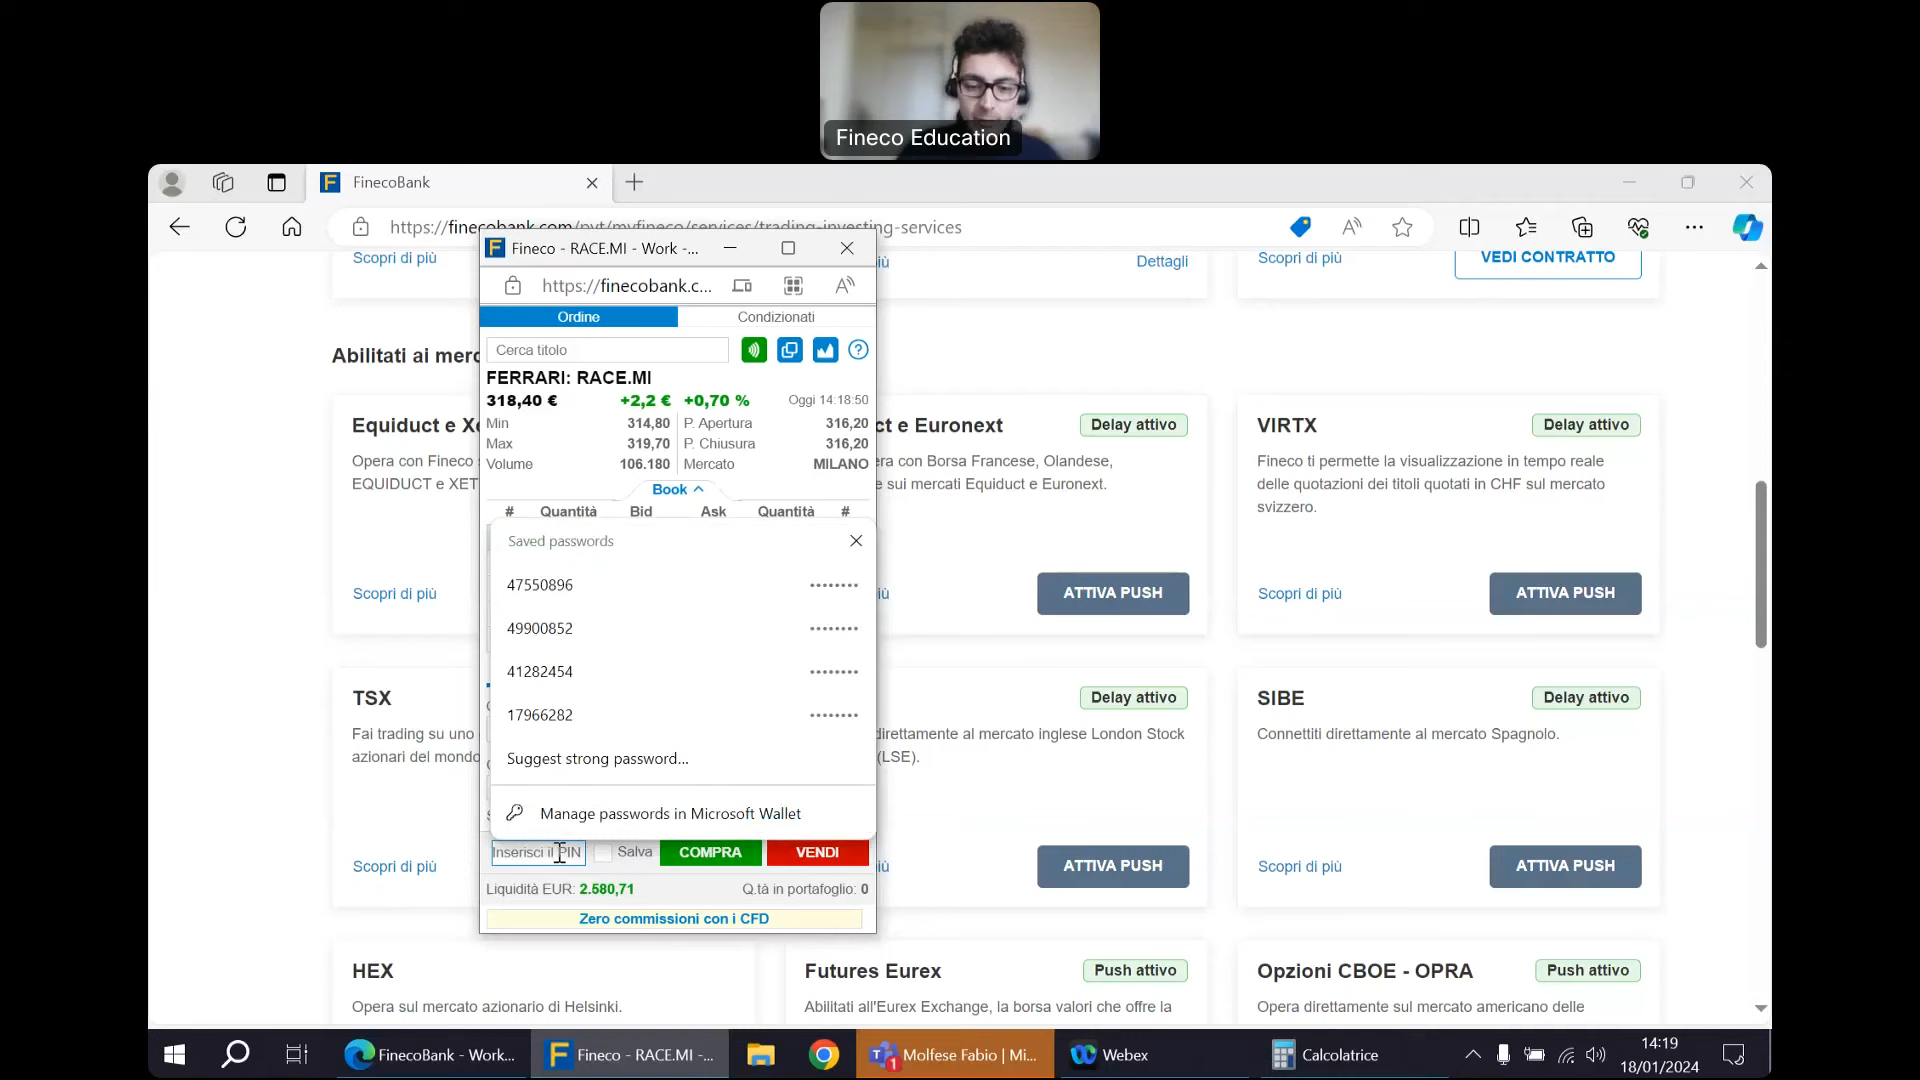 Fineco Education
FinecoBank
https://finecobank.com/pvt/myfineco/services/trading-investing-services
Fineco - RACE.MI - Work -...
https://finecobank.c...
Scopri di più
iù
Dettagli
Scopri di più
VEDI CONTRATTO
Ordine
Condizionati
Cerca titolo
FERRARI: RACE.MI
318,40 €
+2,2 €
+0,70 %
Oggi 14:18:50
Min
314,80
P. Apertura
316,20
Max
319,70
P. Chiusura
316,20
Volume
106.180
Mercato
MILANO
Book
# Quantità Bid Ask Quantità #
Saved passwords
47550896 ••••••••
49900852 ••••••••
41282454 ••••••••
17966282 ••••••••
Suggest strong password...
Manage passwords in Microsoft Wallet
Inserisci il PIN
Salva
COMPRA
VENDI
Liquidità EUR: 2.580,71
Q.tà in portafoglio: 0
Zero commissioni con i CFD
Abilitati ai merc
Equiduct e Xe
Opera con Fineco s
EQUIDUCT e XET
Scopri di più
ct e Euronext
Delay attivo
era con Borsa Francese, Olandese,
e sui mercati Equiduct e Euronext.
iù
ATTIVA PUSH
VIRTX
Delay attivo
Fineco ti permette la visualizzazione in tempo reale
delle quotazioni dei titoli quotati in CHF sul mercato
svizzero.
Scopri di più
ATTIVA PUSH
TSX
Fai trading su uno
azionari del mondo
Scopri di più
Delay attivo
direttamente al mercato inglese London Stock
(LSE).
iù
ATTIVA PUSH
SIBE
Delay attivo
Connettiti direttamente al mercato Spagnolo.
Scopri di più
ATTIVA PUSH
HEX
Opera sul mercato azionario di Helsinki.
Futures Eurex
Push attivo
Abilitati all'Eurex Exchange, la borsa valori che offre la
Opzioni CBOE - OPRA
Push attivo
Opera direttamente sul mercato americano delle
FinecoBank - Work...
Fineco - RACE.MI -...
1
Molfese Fabio | Mi...
Webex
Calcolatrice
14:19
18/01/2024